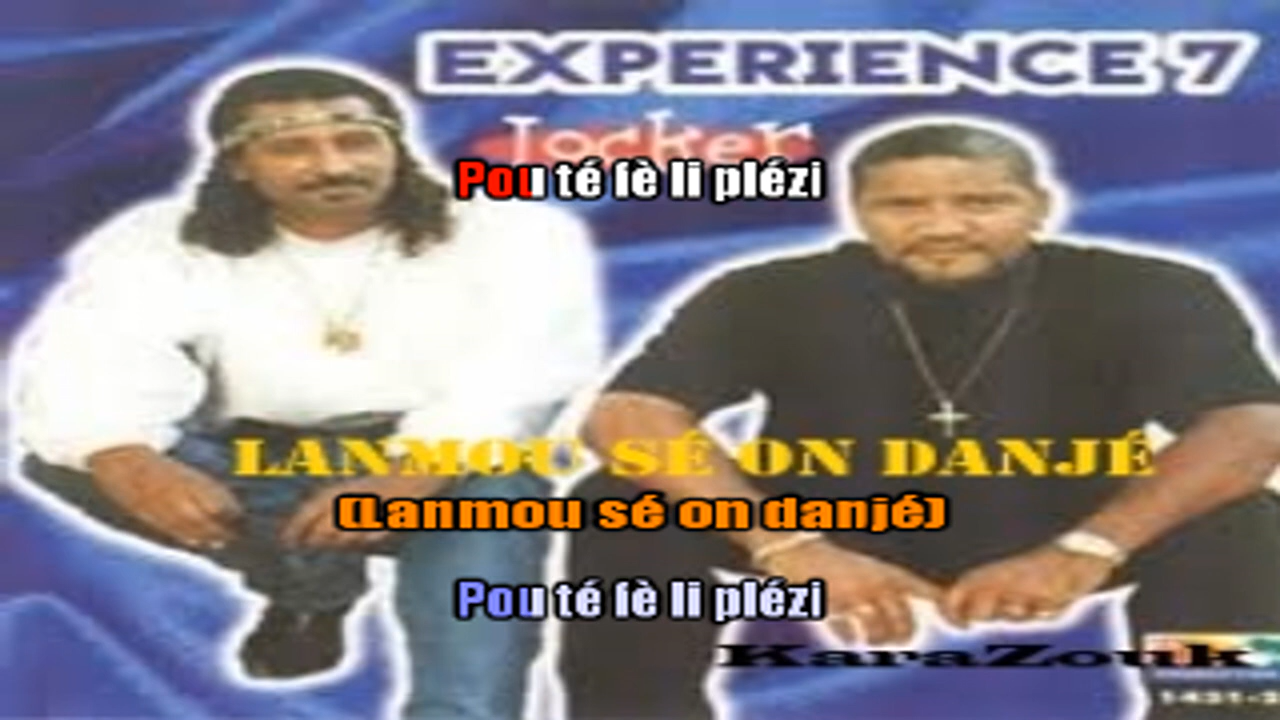 EXPERIENCE 7
Jocker
Pou té fè li plézi
LANMOU SÉ ON DANJÉ
(Lanmou sé on danjé)
Pou té fè li plézi
KaraZouk